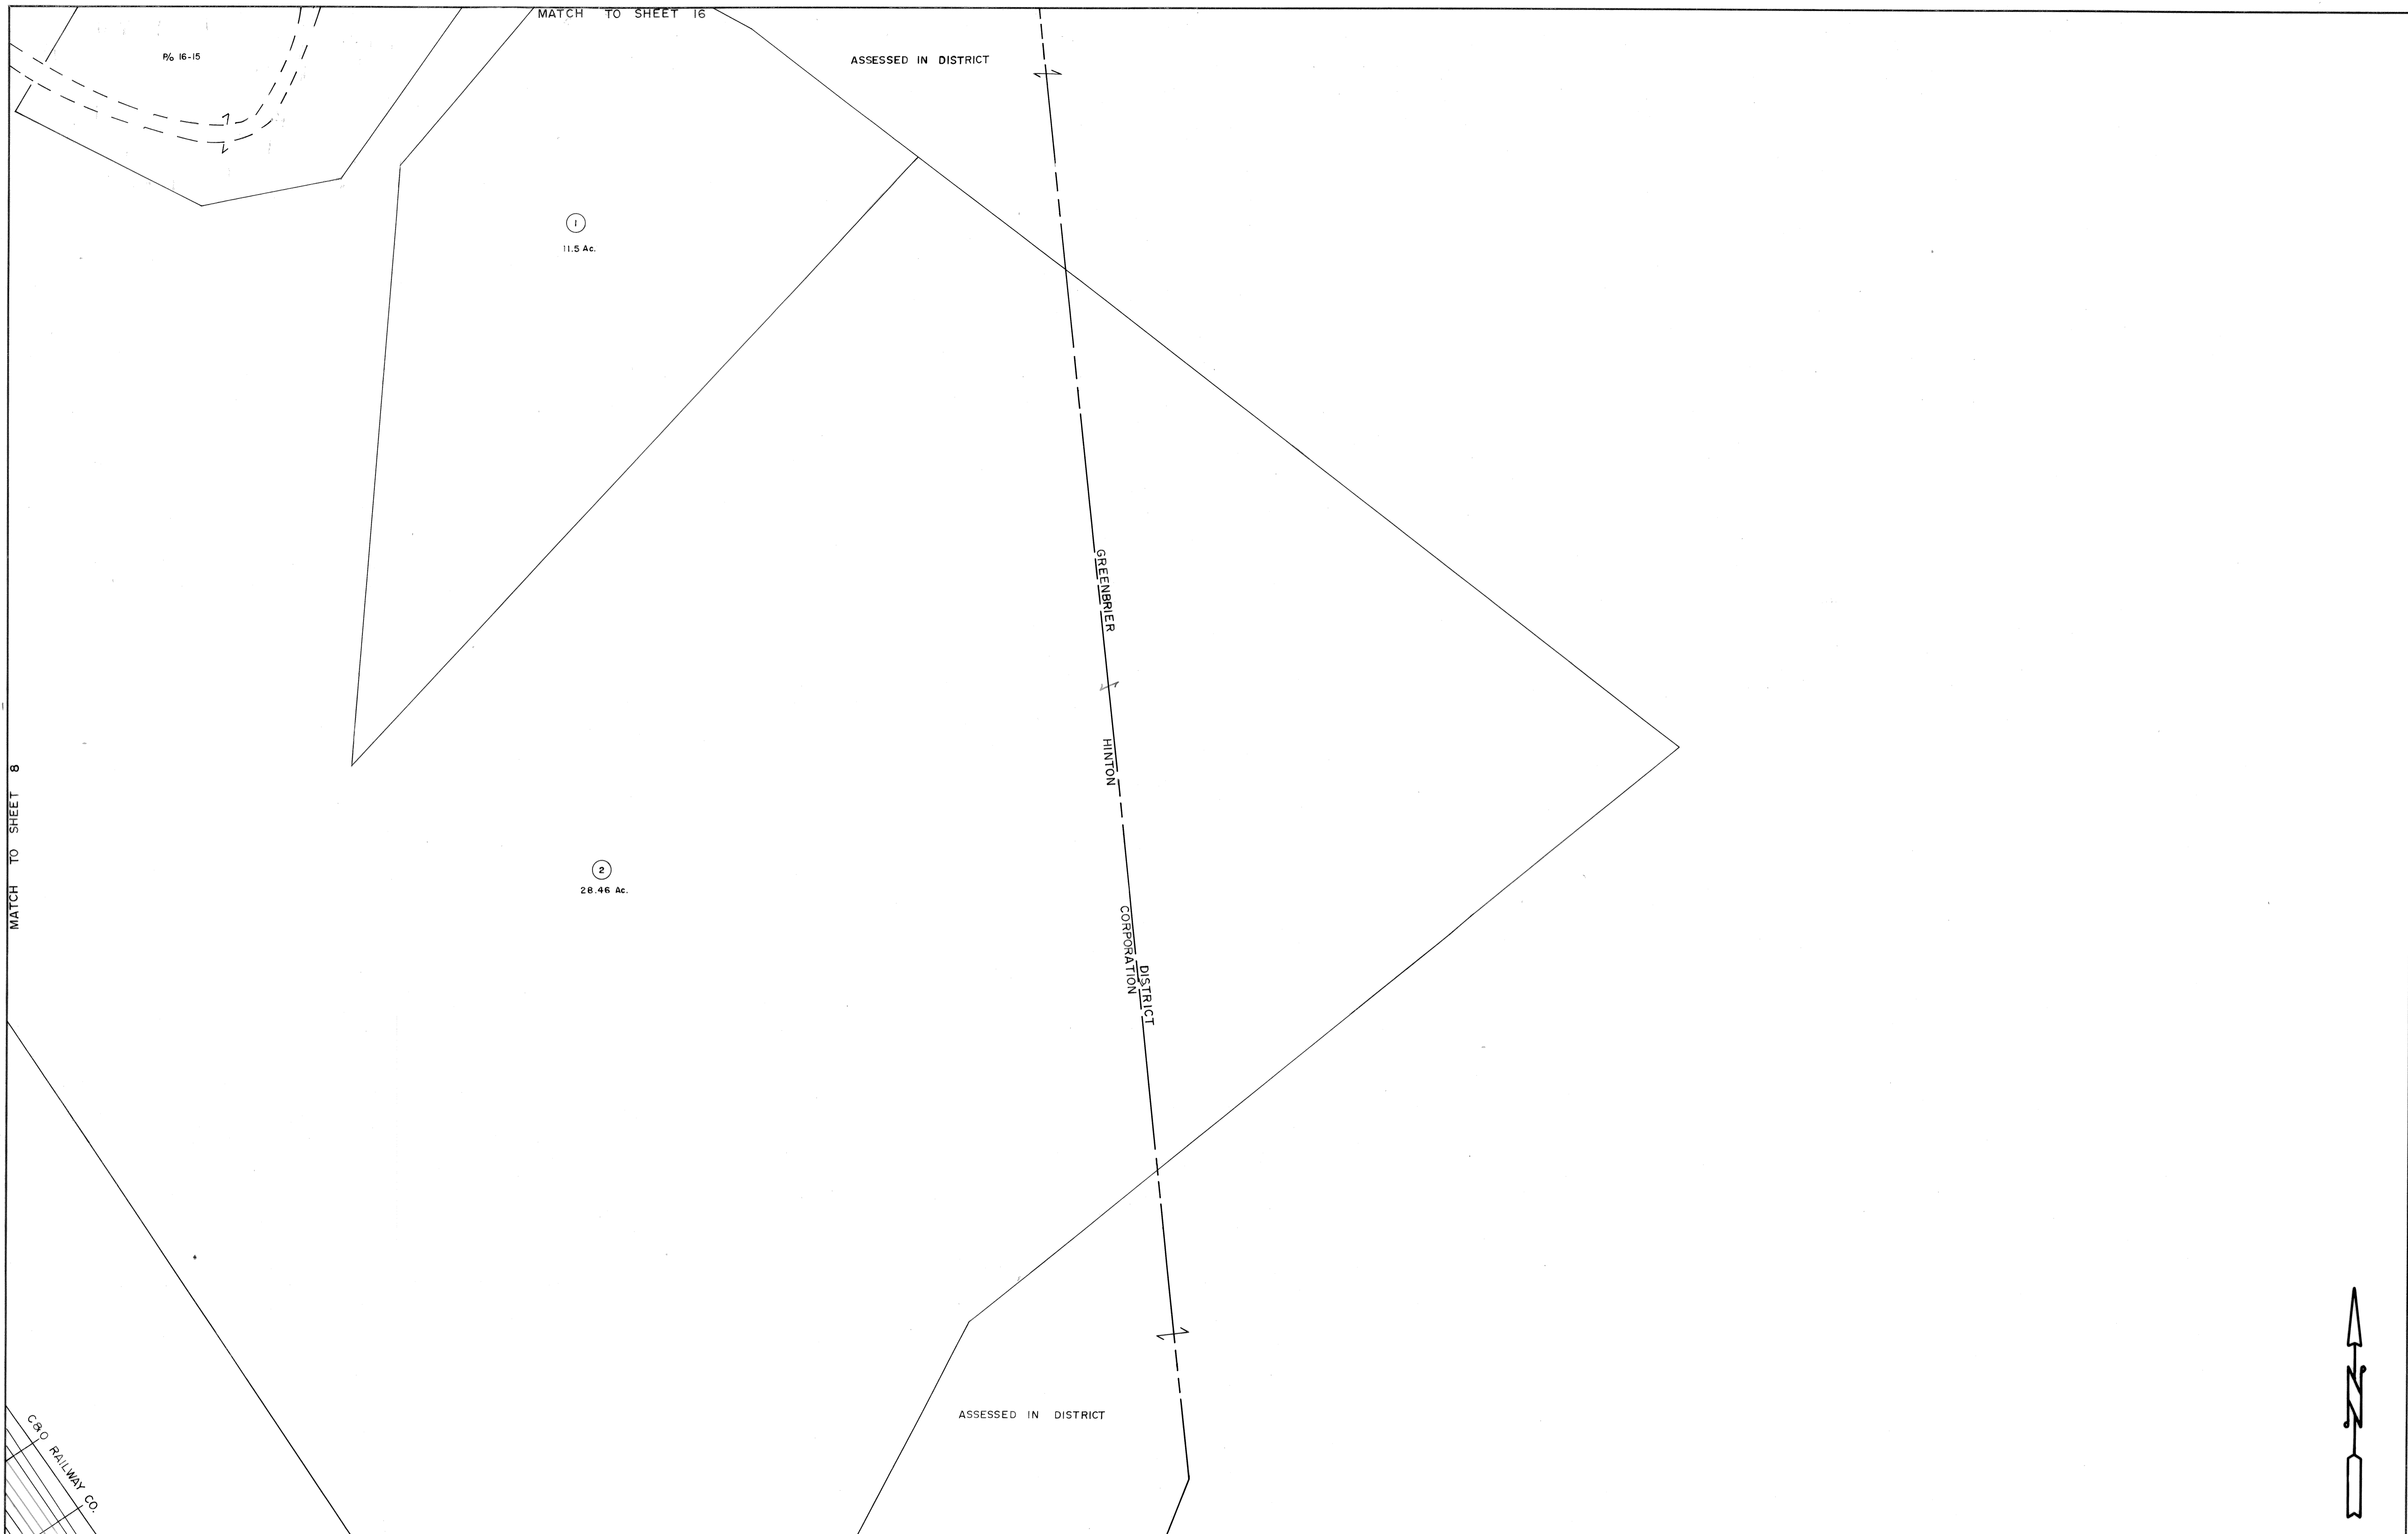 MATCH TO SHEET 16
P/o 16-15
ASSESSED IN DISTRICT
1
11.5 Ac.
GREENBRIER DISTRICT
HINTON CORPORATION
MATCH TO SHEET 8
2
28.46 Ac.
ASSESSED IN DISTRICT
C&O RAILWAY CO.
N